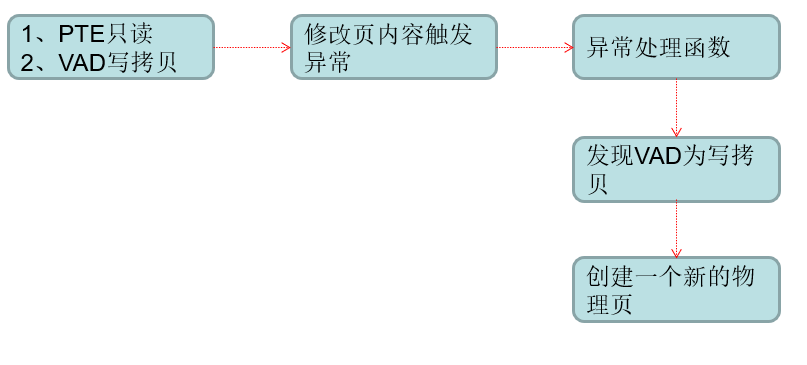 1、PTE只读
2、VAD写拷贝
修改页内容触发
异常
异常处理函数
发现VAD为写拷
贝
创建一个新的物
理页